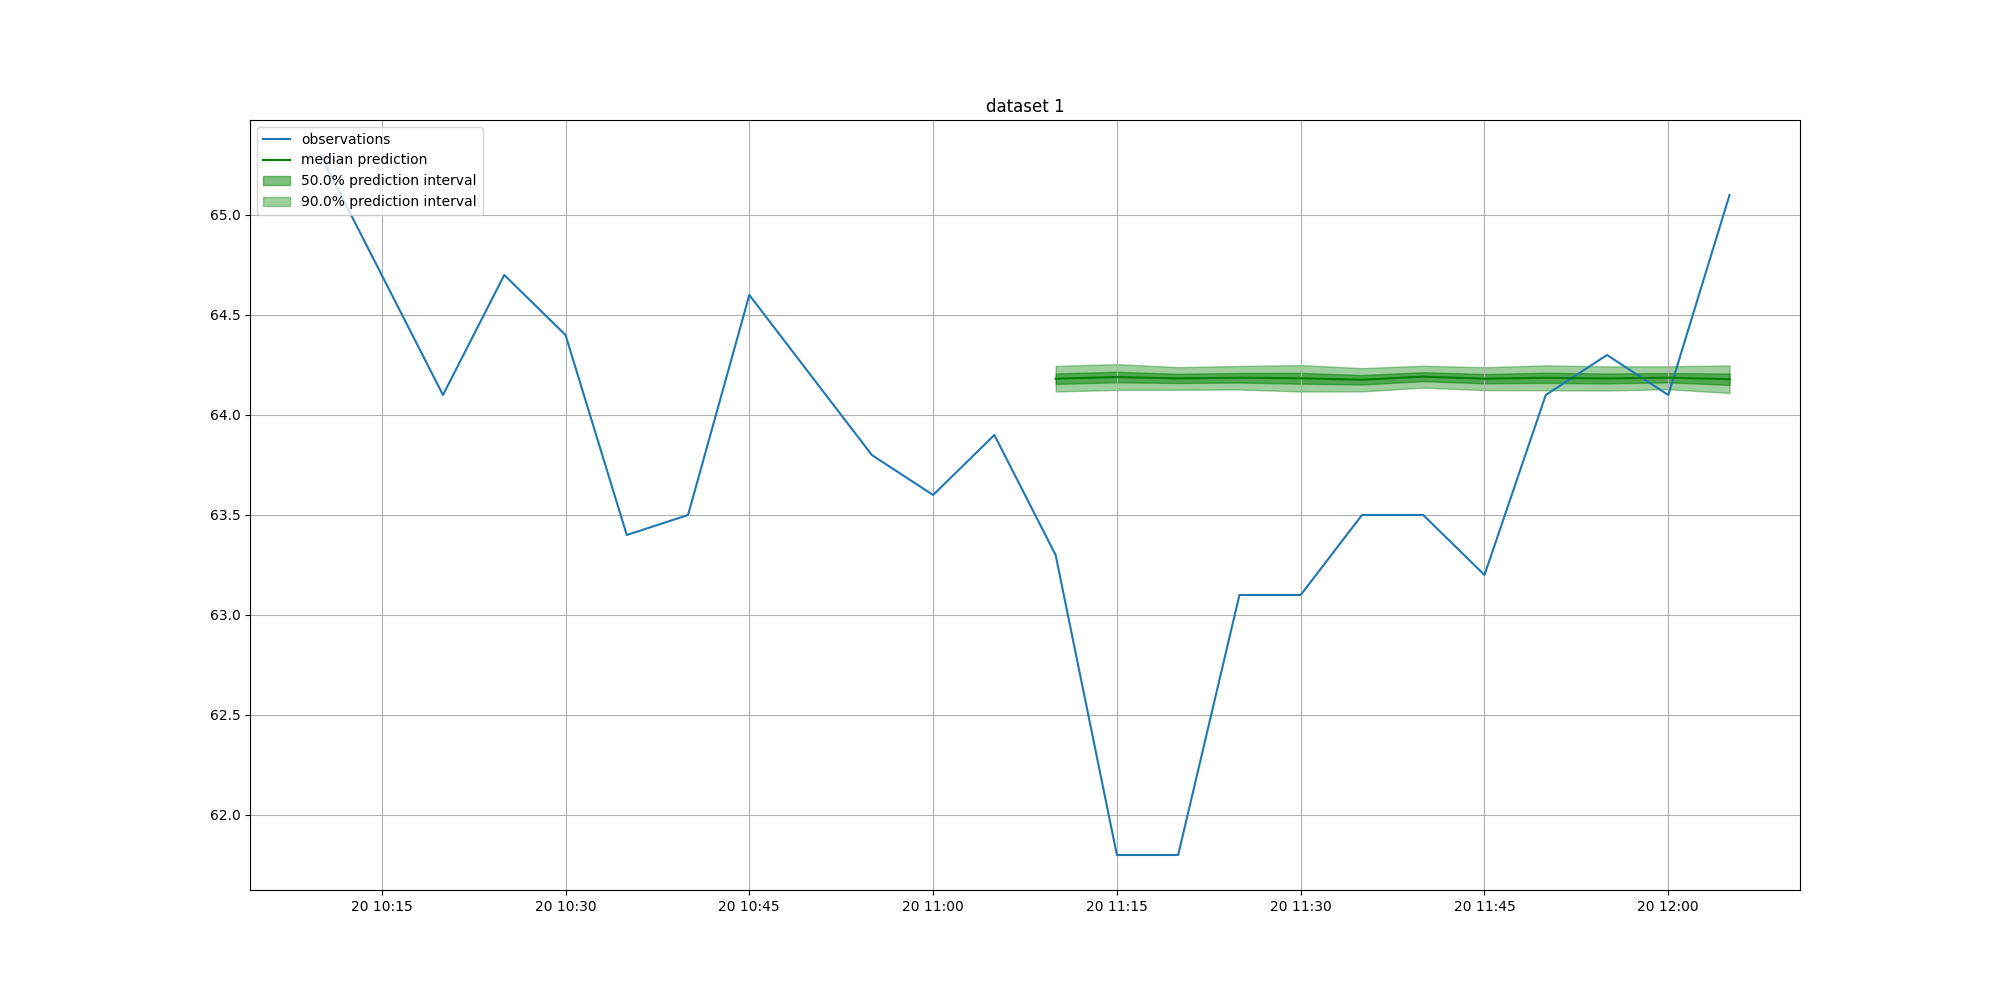 dataset 1
observations
median prediction
50.0% prediction interval
90.0% prediction interval
65.0
64.5
64.0
63.5
63.0
62.5
62.0
20 10:15 20 10:30 20 10:45 20 11:00 20 11:15 20 11:30 20 11:45 20 12:00